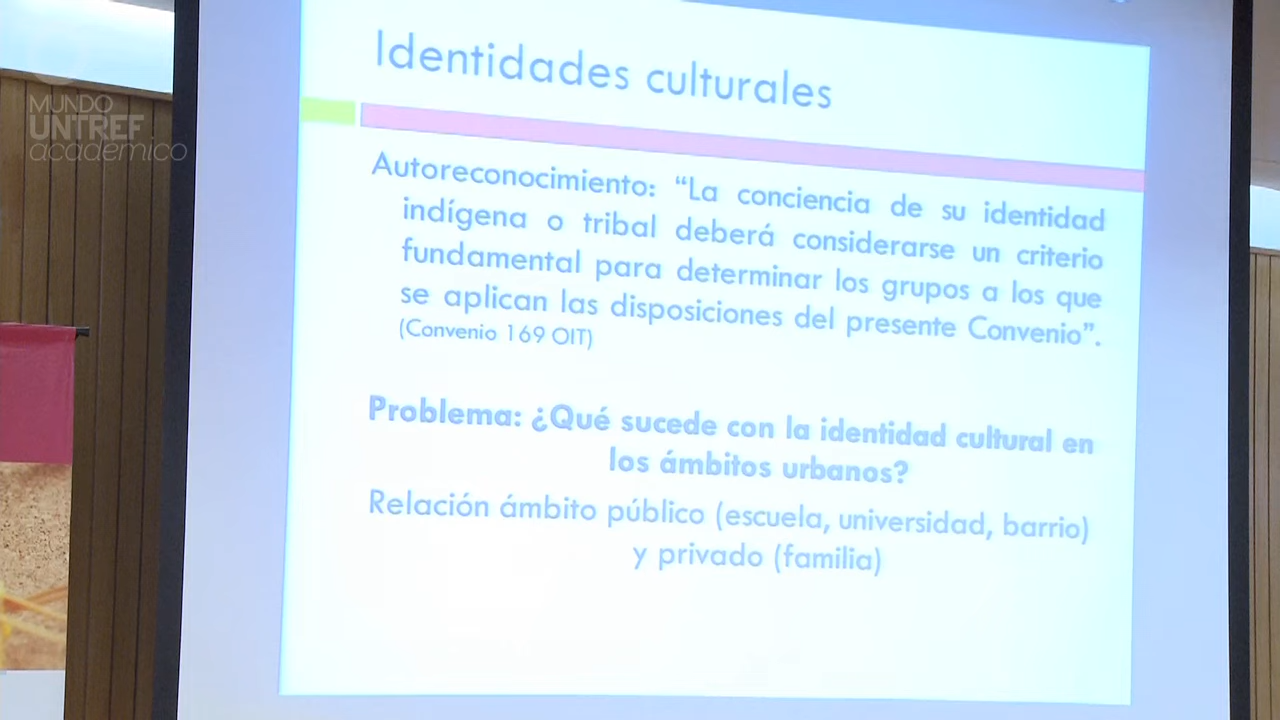 MUNDO
UNTREF
académico
Identidades culturales
Autoreconocimiento: “La conciencia de su identidad
indígena o tribal deberá considerarse un criterio
fundamental para determinar los grupos a los que
se aplican las disposiciones del presente Convenio”.
(Convenio 169 OIT)
Problema: ¿Qué sucede con la identidad cultural en
los ámbitos urbanos?
Relación ámbito público (escuela, universidad, barrio)
y privado (familia)